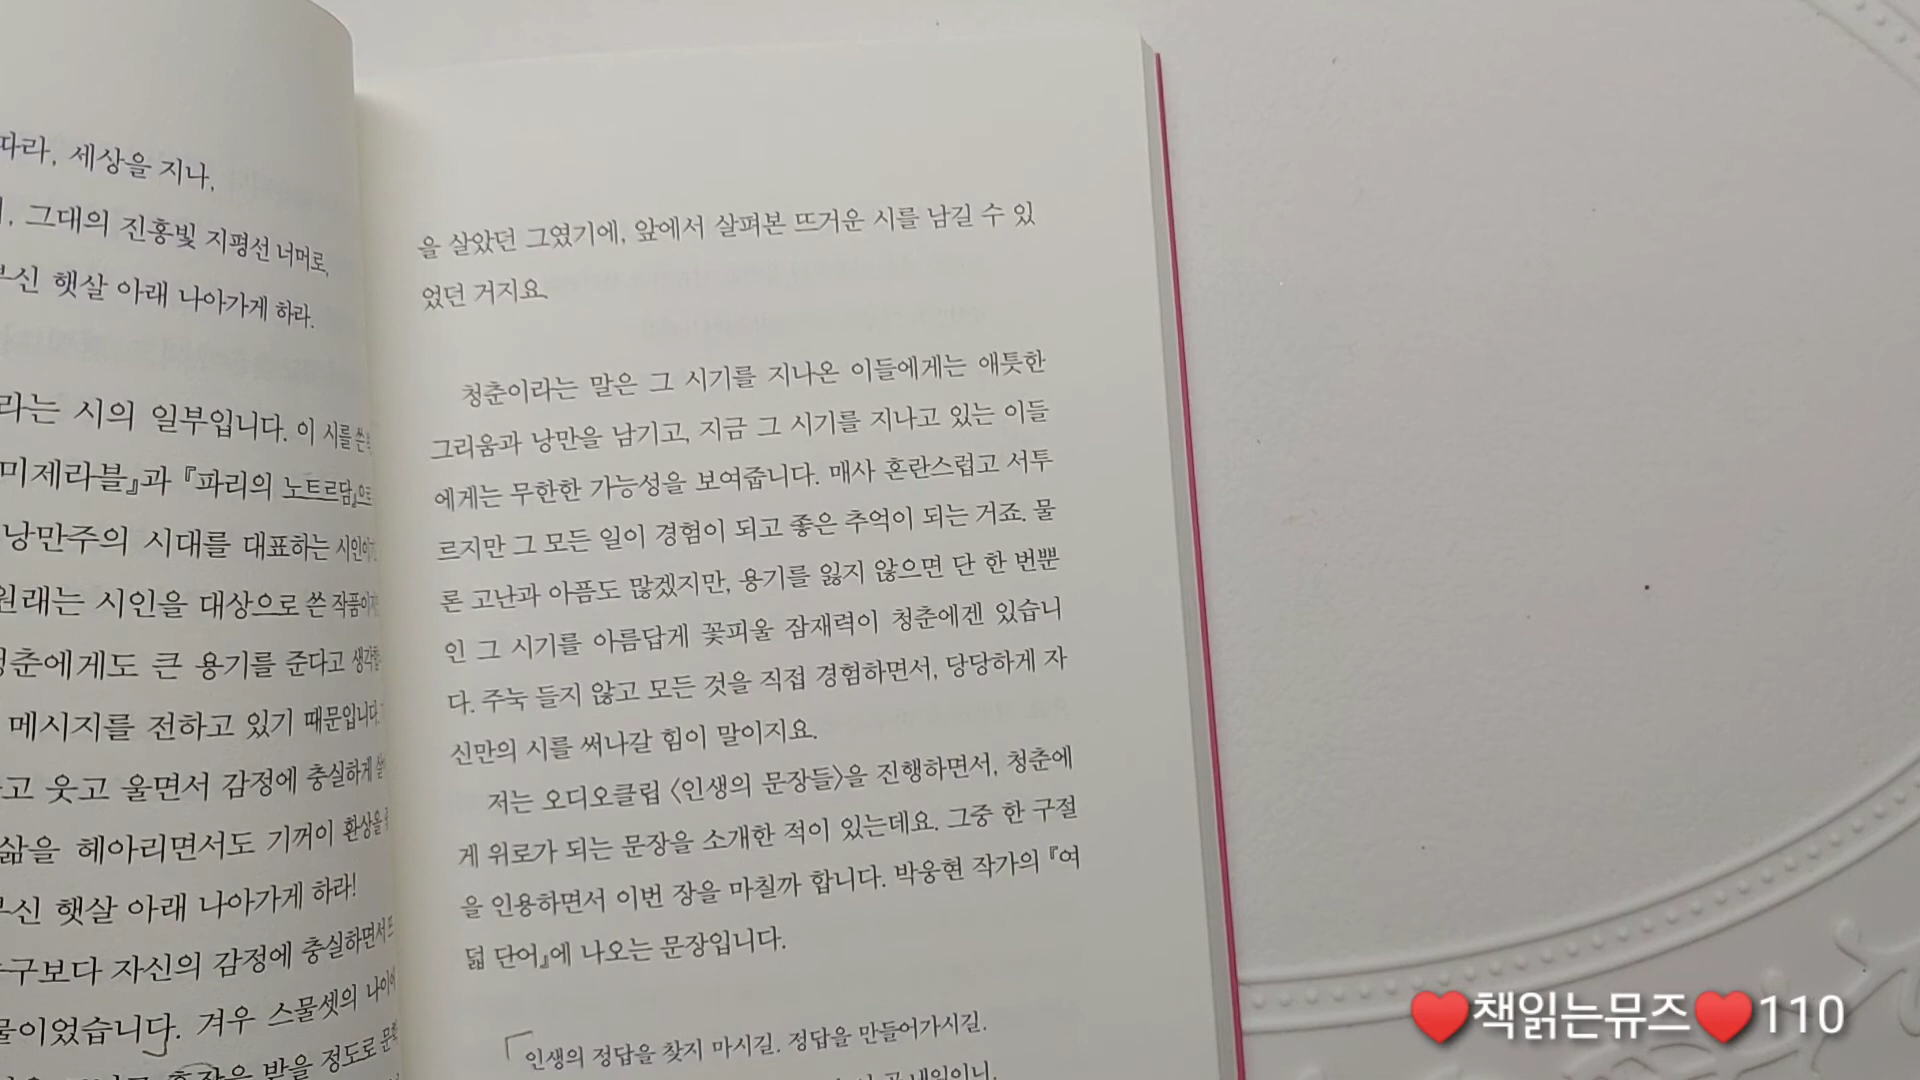 따라, 세상을 지나,
그대의 진홍빛 지평선 너머로,
부신 햇살 아래 나아가게 하라.
라는 시의 일부입니다. 이 시를 쓴
미제라블』과 『파리의 노트르담』으로
낭만주의 시대를 대표하는
원래는 시인을 대상으로 쓴
청춘에게도 큰 용기를 준다고
메시지를 전하고 있기 때문입니다.
고 웃고 울면서 감정에 충실하게
삶을 헤아리면서도 기꺼이 환상을
부신 햇살 아래 나아가게 하라!
누구보다 자신의 감정에 충실하면서
물이었습니다. 겨우 스물셋의 나이에
받을 정도로
을 살았던 그였기에, 앞에서 살펴본 뜨거운 시를 남길 수 있
었던 거지요.
청춘이라는 말은 그 시기를 지나온 이들에게는 애틋한
그리움과 낭만을 남기고, 지금 그 시기를 지나고 있는 이들
에게는 무한한 가능성을 보여줍니다. 매사 혼란스럽고 서투
르지만 그 모든 일이 경험이 되고 좋은 추억이 되는 거죠. 물
론 고난과 아픔도 많겠지만, 용기를 잃지 않으면 단 한 번뿐
인 그 시기를 아름답게 꽃피울 잠재력이 청춘에겐 있습니
다. 주눅 들지 않고 모든 것을 직접 경험하면서, 당당하게 자
신만의 시를 써나갈 힘이 말이지요.
저는 오디오클립 〈인생의 문장들〉을 진행하면서, 청춘에
게 위로가 되는 문장을 소개한 적이 있는데요. 그중 한 구절
을 인용하면서 이번 장을 마칠까 합니다. 박웅현 작가의 『여
덟 단어』에 나오는 문장입니다.
인생의 정답을 찾지 마시길. 정답을 만들어가시길.
♥책읽는뮤즈♥110